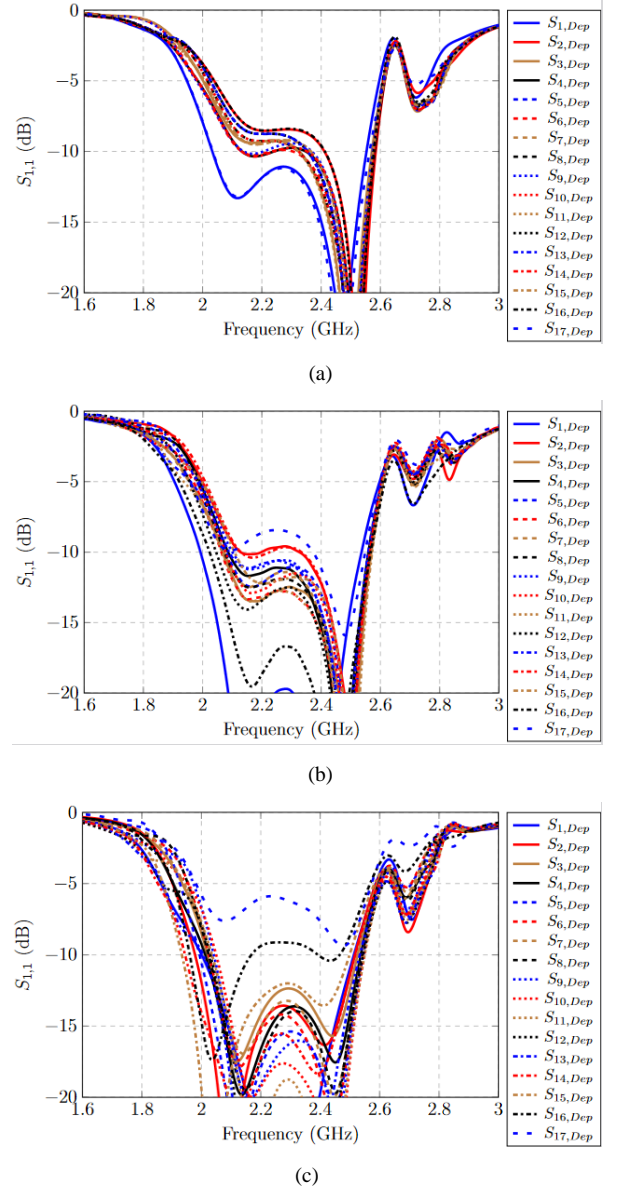 0
−5
−10
−15
−20
1.6
1.8
2
2.2
2.4
2.6
2.8
3
Frequency (GHz)
S1,1 (dB)
S1,Dep
S2,Dep
S3,Dep
S4,Dep
S5,Dep
S6,Dep
S7,Dep
S8,Dep
S9,Dep
S10,Dep
S11,Dep
S12,Dep
S13,Dep
S14,Dep
S15,Dep
S16,Dep
S17,Dep
(a)
0
−5
−10
−15
−20
1.6
1.8
2
2.2
2.4
2.6
2.8
3
Frequency (GHz)
S1,1 (dB)
S1,Dep
S2,Dep
S3,Dep
S4,Dep
S5,Dep
S6,Dep
S7,Dep
S8,Dep
S9,Dep
S10,Dep
S11,Dep
S12,Dep
S13,Dep
S14,Dep
S15,Dep
S16,Dep
S17,Dep
(b)
0
−5
−10
−15
−20
1.6
1.8
2
2.2
2.4
2.6
2.8
3
Frequency (GHz)
S1,1 (dB)
S1,Dep
S2,Dep
S3,Dep
S4,Dep
S5,Dep
S6,Dep
S7,Dep
S8,Dep
S9,Dep
S10,Dep
S11,Dep
S12,Dep
S13,Dep
S14,Dep
S15,Dep
S16,Dep
S17,Dep
(c)